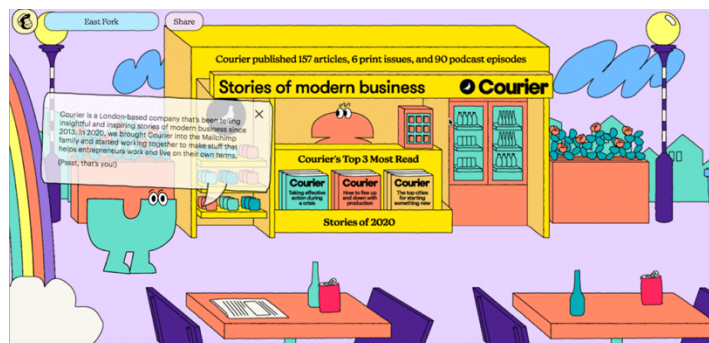 East Fork
Share
Courier published 157 articles, 6 print issues, and 90 podcast episodes
Stories of modern business
Courier
Courier is a London-based company that's been telling
insightful and inspiring stories of modern business since
2013. In 2020, we brought Courier into the Mailchimp
family and started working together to make stuff that
helps entrepreneurs work and live on their own terms.
(Pssst, that's you!)
Courier's Top 3 Most Read
Courier
Taking effective
action during
a crisis
Courier
How to flex up
and down with
production
Courier
The top cities
for starting
something new
Stories of 2020